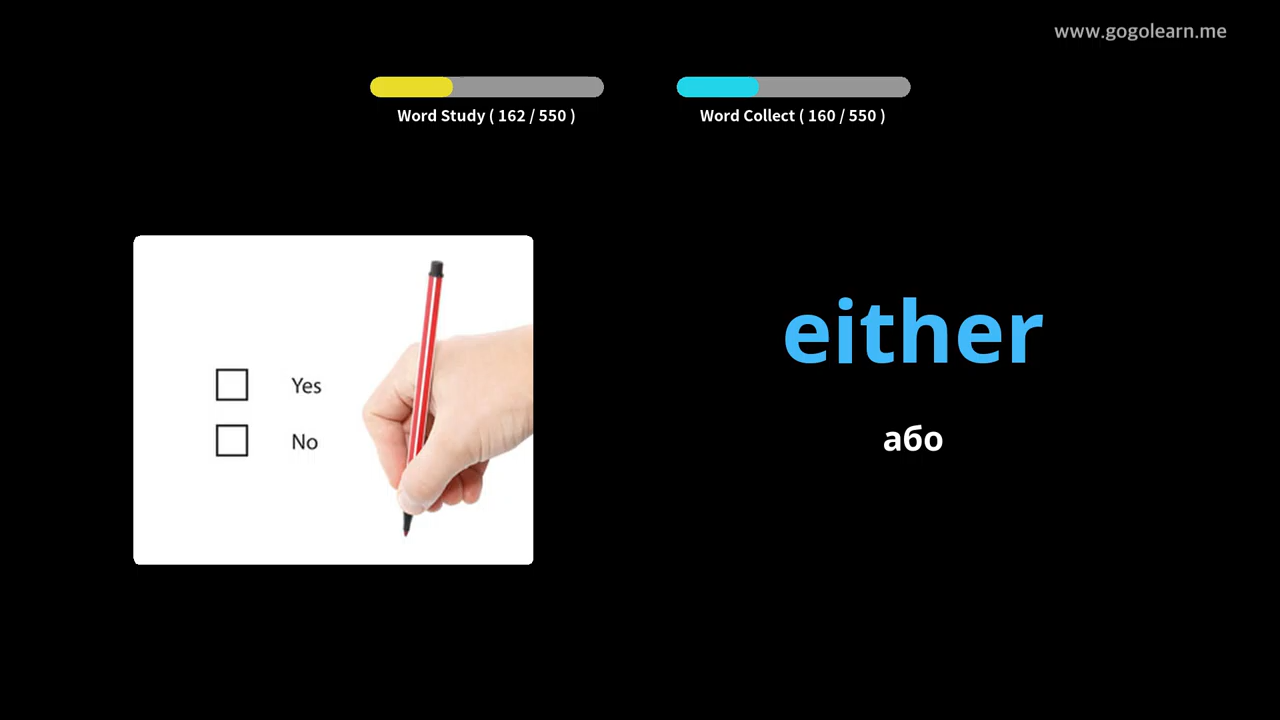 www.gogolearn.me
Word Study ( 162 / 550 )
Word Collect ( 160 / 550 )
Yes
No
either
або